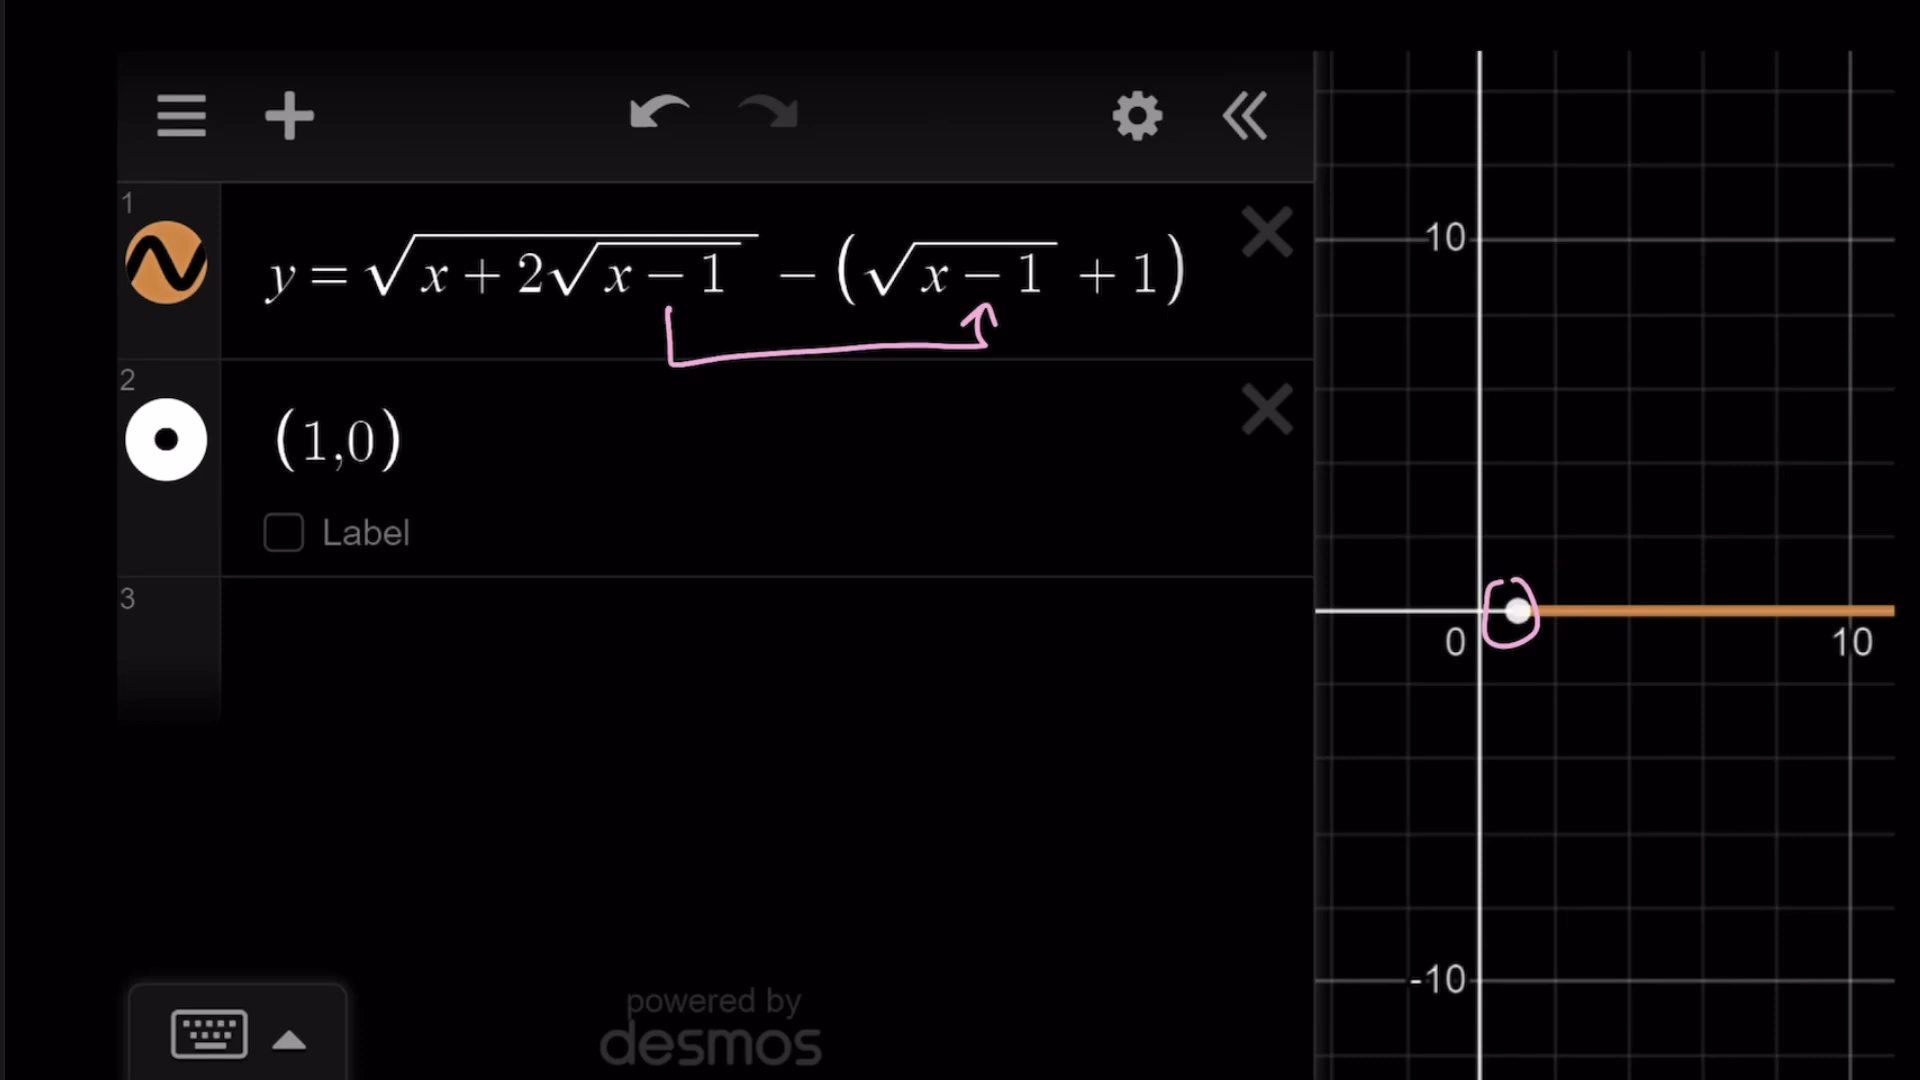 1
y = √(x + 2√(x − 1)) − (√(x − 1) + 1)
2
(1,0)
Label
3
powered by
desmos
10
0
10
-10